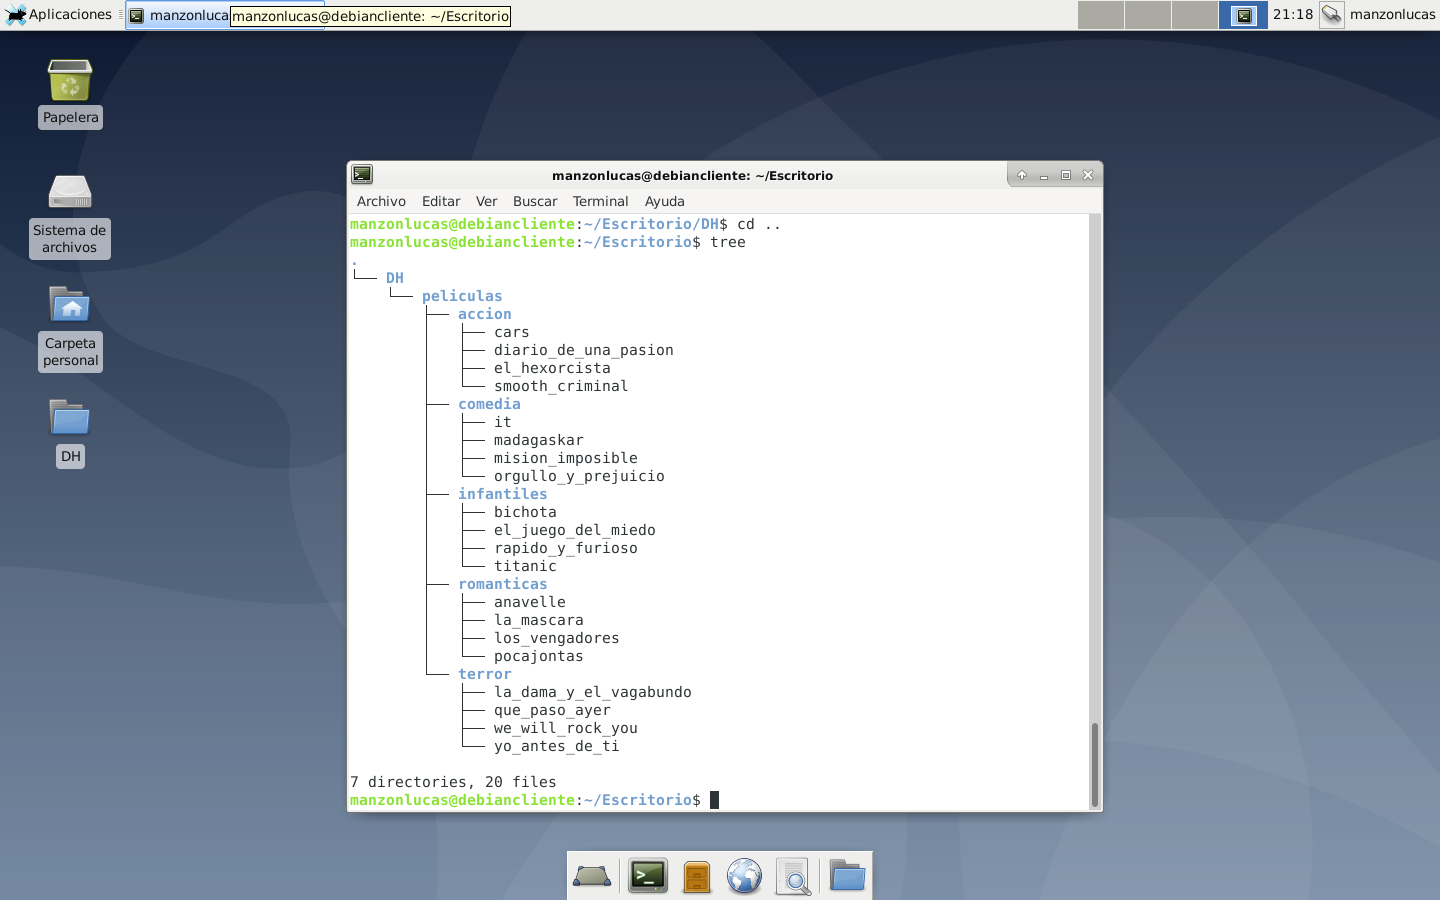 Aplicaciones
manzonluca
manzonlucas@debiancliente: ~/Escritorio
21:18
manzonlucas
Papelera
Sistema de
archivos
Carpeta
personal
DH
manzonlucas@debiancliente: ~/Escritorio
Archivo Editar Ver Buscar Terminal Ayuda
manzonlucas@debiancliente:~/Escritorio/DH$ cd ..
manzonlucas@debiancliente:~/Escritorio$ tree
.
└── DH
    └── peliculas
        ├── accion
        │   ├── cars
        │   ├── diario_de_una_pasion
        │   ├── el_hexorcista
        │   └── smooth_criminal
        ├── comedia
        │   ├── it
        │   ├── madagaskar
        │   ├── mision_imposible
        │   └── orgullo_y_prejuicio
        ├── infantiles
        │   ├── bichota
        │   ├── el_juego_del_miedo
        │   ├── rapido_y_furioso
        │   └── titanic
        ├── romanticas
        │   ├── anavelle
        │   ├── la_mascara
        │   ├── los_vengadores
        │   └── pocajontas
        └── terror
            ├── la_dama_y_el_vagabundo
            ├── que_paso_ayer
            ├── we_will_rock_you
            └── yo_antes_de_ti
7 directories, 20 files
manzonlucas@debiancliente:~/Escritorio$